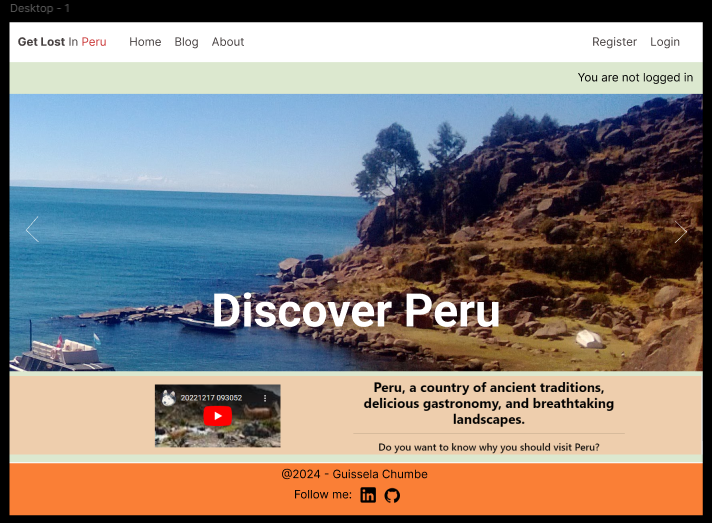 Desktop - 1
Get Lost In Peru Home Blog About Register Login
You are not logged in
Discover Peru
20221217 093052
Peru, a country of ancient traditions,
delicious gastronomy, and breathtaking
landscapes.
Do you want to know why you should visit Peru?
@2024 - Guissela Chumbe
Follow me: in